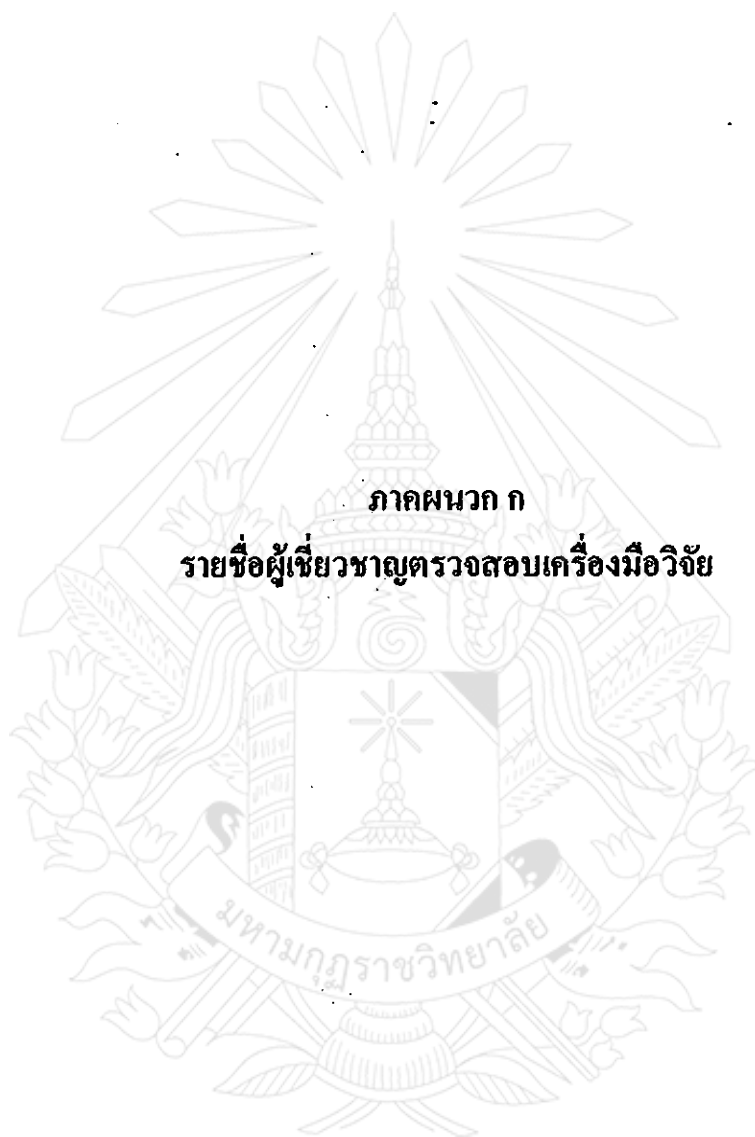 ภาคผนวก ก
รายชื่อผู้เชี่ยวชาญตรวจสอบเครื่องมือวิจัย
มหามกุฏราชวิทยาลัย